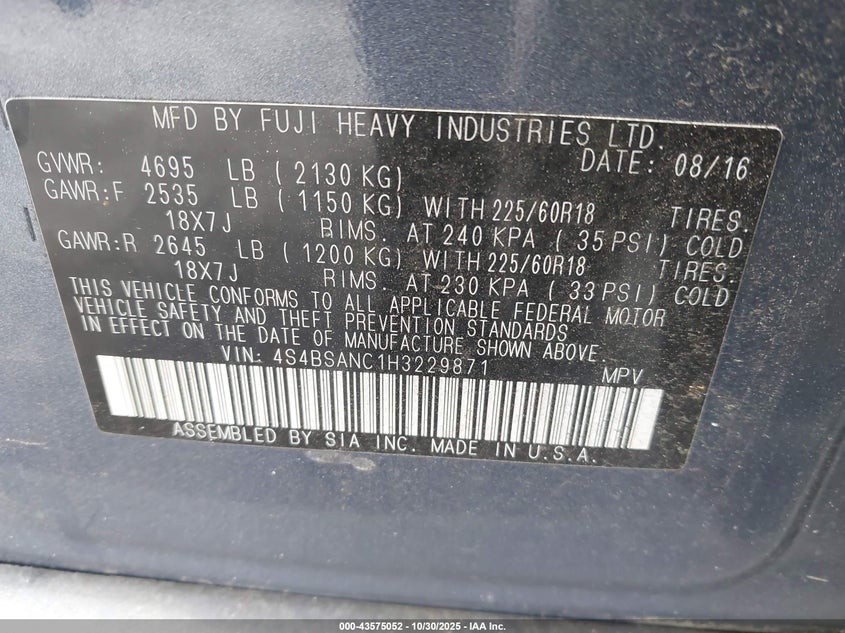 MFD BY FUJI HEAVY INDUSTRIES LTD.
DATE: 08/16
GVWR: 4695 LB ( 2130 KG)
GAWR:F 2535 LB ( 1150 KG) WITH 225/60R18 TIRES.
18X7J RIMS. AT 240 KPA ( 35 PSI) COLD
GAWR:R 2645 LB ( 1200 KG) WITH 225/60R18 TIRES.
18X7J RIMS. AT 230 KPA ( 33 PSI) COLD
THIS VEHICLE CONFORMS TO ALL APPLICABLE FEDERAL MOTOR
VEHICLE SAFETY AND THEFT PREVENTION STANDARDS
IN EFFECT ON THE DATE OF MANUFACTURE SHOWN ABOVE.
VIN: 4S4BSANC1H3229871 MPV
ASSEMBLED BY SIA INC. MADE IN U.S.A.
000-43575052 - 10/30/2025 - IAA Inc.